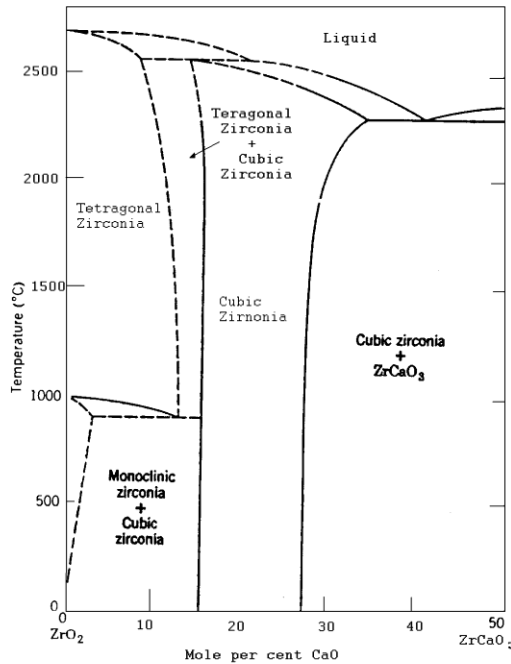 Liquid
2500
Teragonal
Zirconia
+
Cubic
Zirconia
2000
Tetragonal
Zirconia
1500
Cubic
Zirnonia
Temperature (°C)
Cubic zirconia
+
ZrCaO3
1000
Monoclinic
zirconia
+
Cubic
zirconia
500
0
10 20 30 40 50
ZrO2 ZrCaO3
Mole per cent CaO